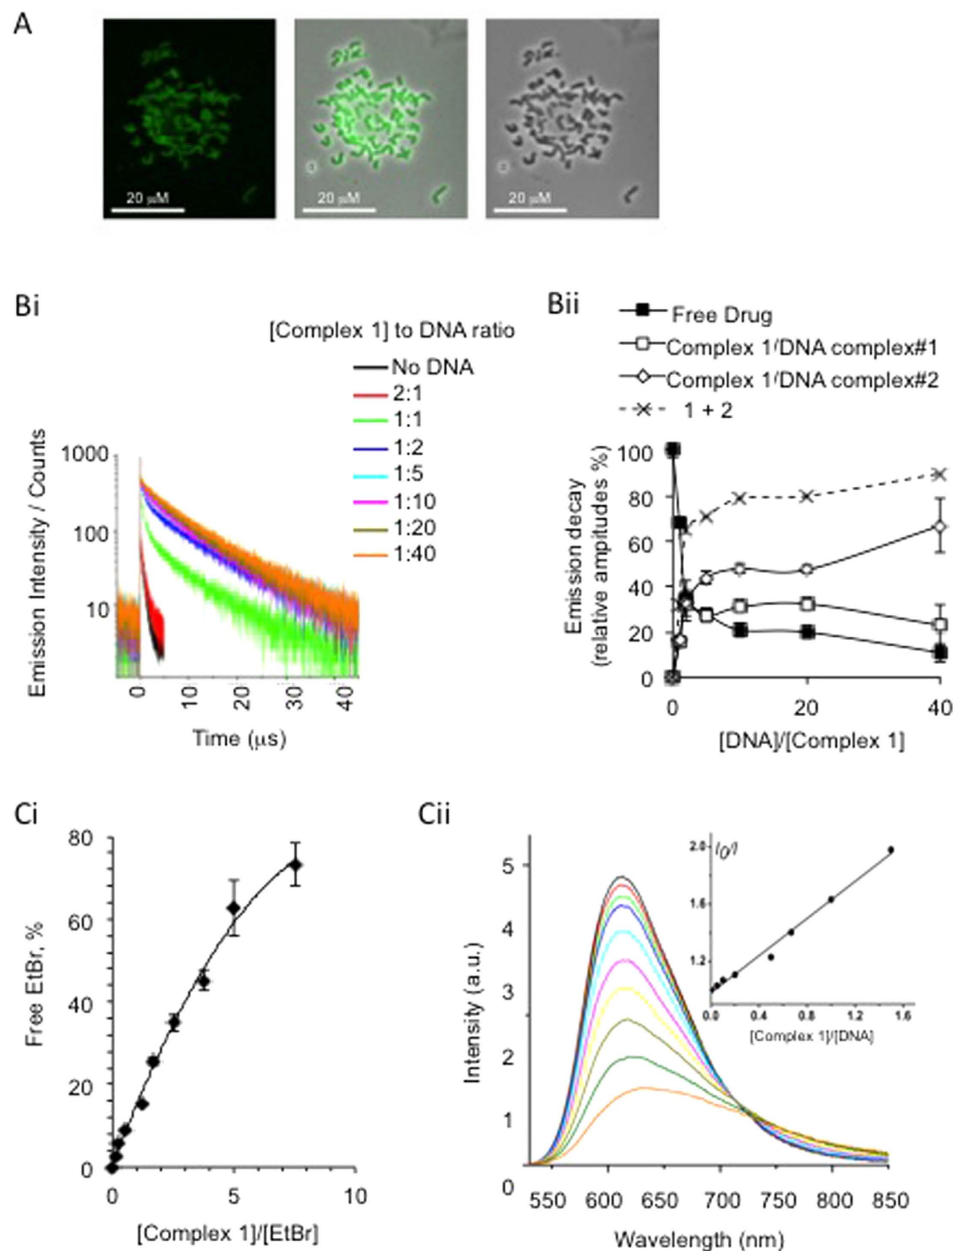 A
20 µM
20 µM
20 µM
Bi
[Complex 1] to DNA ratio
No DNA
2:1
1:1
1:2
1:5
1:10
1:20
1:40
Emission Intensity / Counts
1000
100
10
0
10
20
30
40
Time (µs)
Bii
Free Drug
Complex 1/DNA complex#1
Complex 1/DNA complex#2
1 + 2
Emission decay
(relative amplitudes %)
100
80
60
40
20
0
0
20
40
[DNA]/[Complex 1]
Ci
Free EtBr, %
80
60
40
20
0
0
5
10
[Complex 1]/[EtBr]
Cii
Intensity (a.u.)
5
4
3
2
1
0
550
600
650
700
750
800
850
Wavelength (nm)
I0/I
2.0
1.6
1.2
0.0
0.4
0.8
1.2
1.6
[Complex 1]/[DNA]